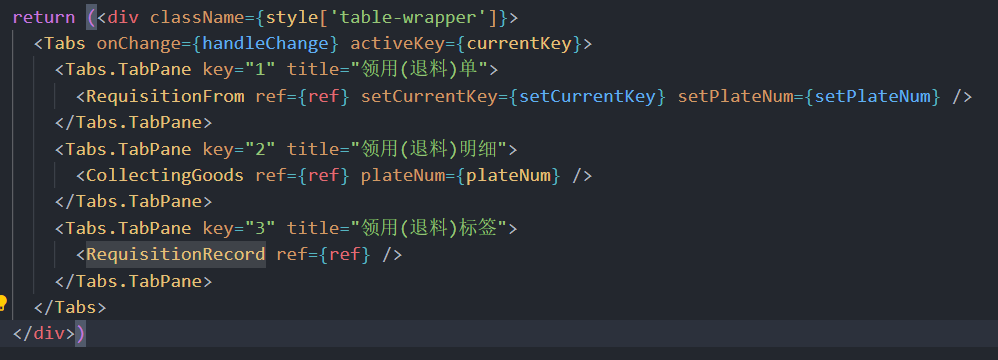 return (<div className={style['table-wrapper']}>
<Tabs onChange={handleChange} activeKey={currentKey}>
<Tabs.TabPane key="1" title="领用(退料)单">
<RequisitionFrom ref={ref} setCurrentKey={setCurrentKey} setPlateNum={setPlateNum} />
</Tabs.TabPane>
<Tabs.TabPane key="2" title="领用(退料)明细">
<CollectingGoods ref={ref} plateNum={plateNum} />
</Tabs.TabPane>
<Tabs.TabPane key="3" title="领用(退料)标签">
<RequisitionRecord ref={ref} />
</Tabs.TabPane>
</Tabs>
</div>)